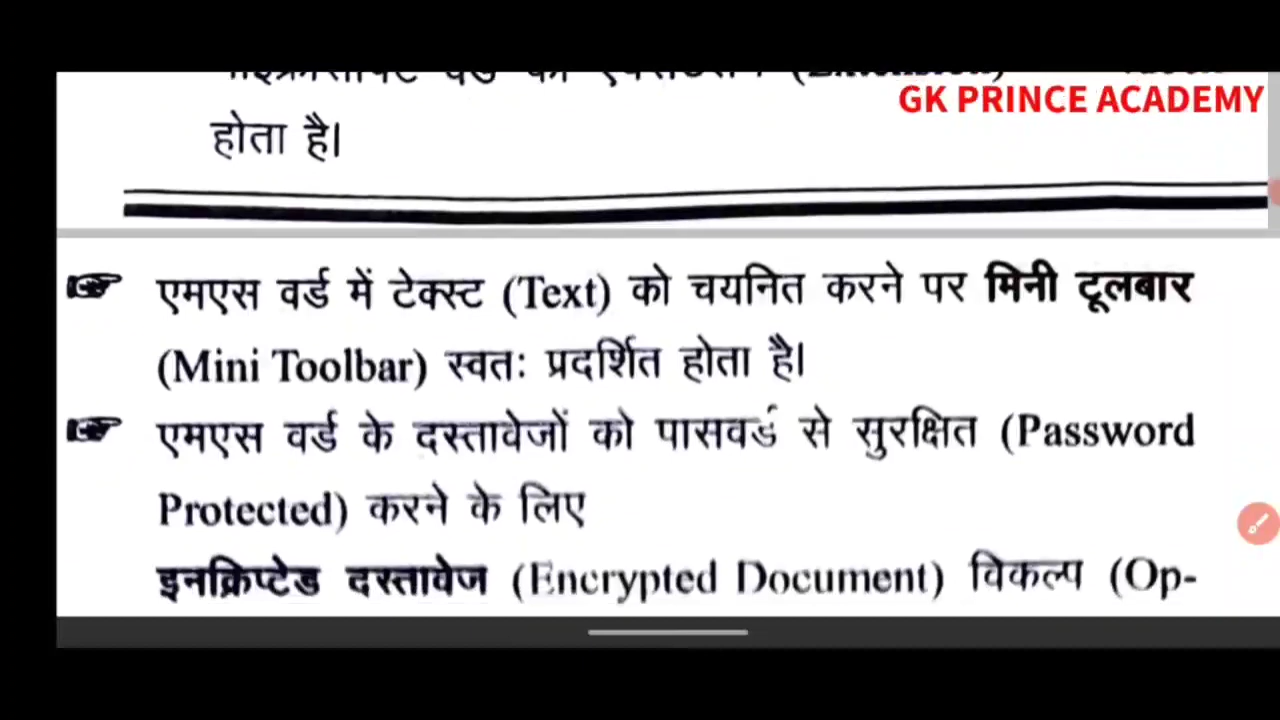 (Extension)
GK PRINCE ACADEMY
होता है।
एमएस वर्ड में टेक्स्ट (Text) को चयनित करने पर मिनी टूलबार
(Mini Toolbar) स्वतः प्रदर्शित होता है।
एमएस वर्ड के दस्तावेजों को पासवर्ड से सुरक्षित (Password
Protected) करने के लिए
इनक्रिप्टेड दस्तावेज (Encrypted Document) विकल्प (Op-